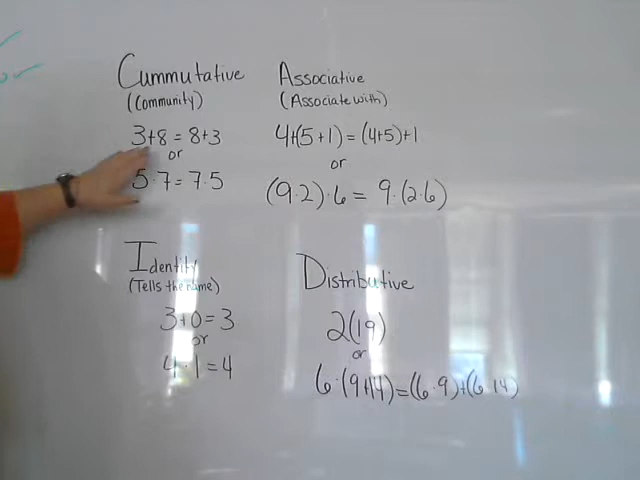 Cummutative
(Community)
3+8 = 8+3
or
5·7 = 7·5
Associative
(Associate with)
4+(5+1) = (4+5)+1
or
(9·2)·6 = 9·(2·6)
Identity
(Tells the name)
3+0 = 3
or
4·1 = 4
Distributive
2(19)
or
6·(9+14) = (6·9)+(6·14)